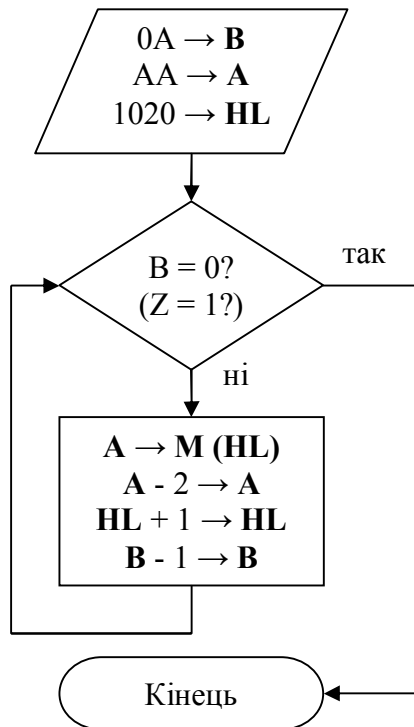 0A → B
AA → A
1020 → HL
B = 0?
(Z = 1?)
так
ні
A → M (HL)
A - 2 → A
HL + 1 → HL
B - 1 → B
Кінець